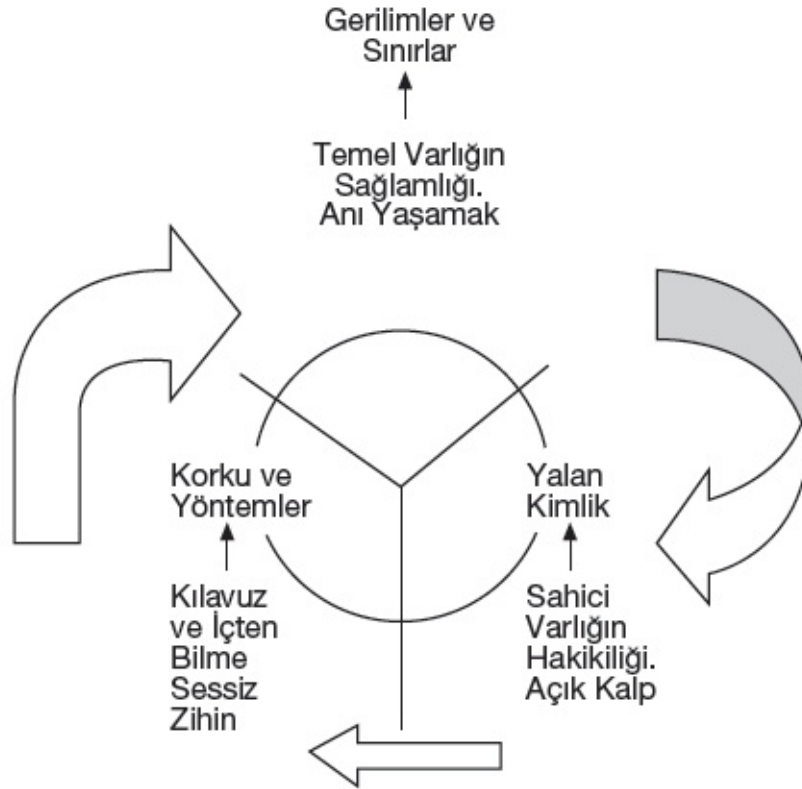 Gerilimler ve
Sınırlar
Temel Varlığın
Sağlamlığı.
Anı Yaşamak
Korku ve
Yöntemler
Kılavuz
ve İçten
Bilme
Sessiz
Zihin
Yalan
Kimlik
Sahici
Varlığın
Hakikiliği.
Açık Kalp